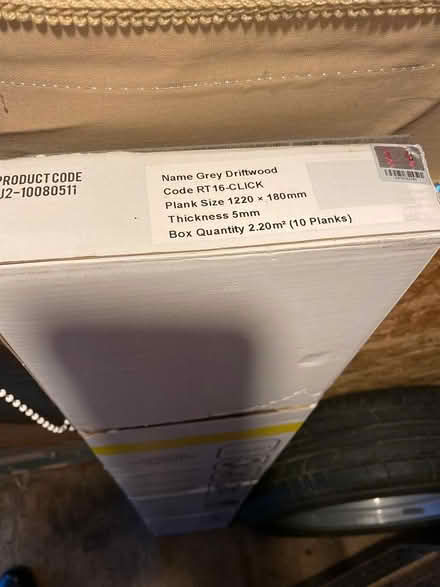 PRODUCT CODE
J2-10080511
Name Grey Driftwood
Code RT16-CLICK
Plank Size 1220 × 180mm
Thickness 5mm
Box Quantity 2.20m² (10 Planks)